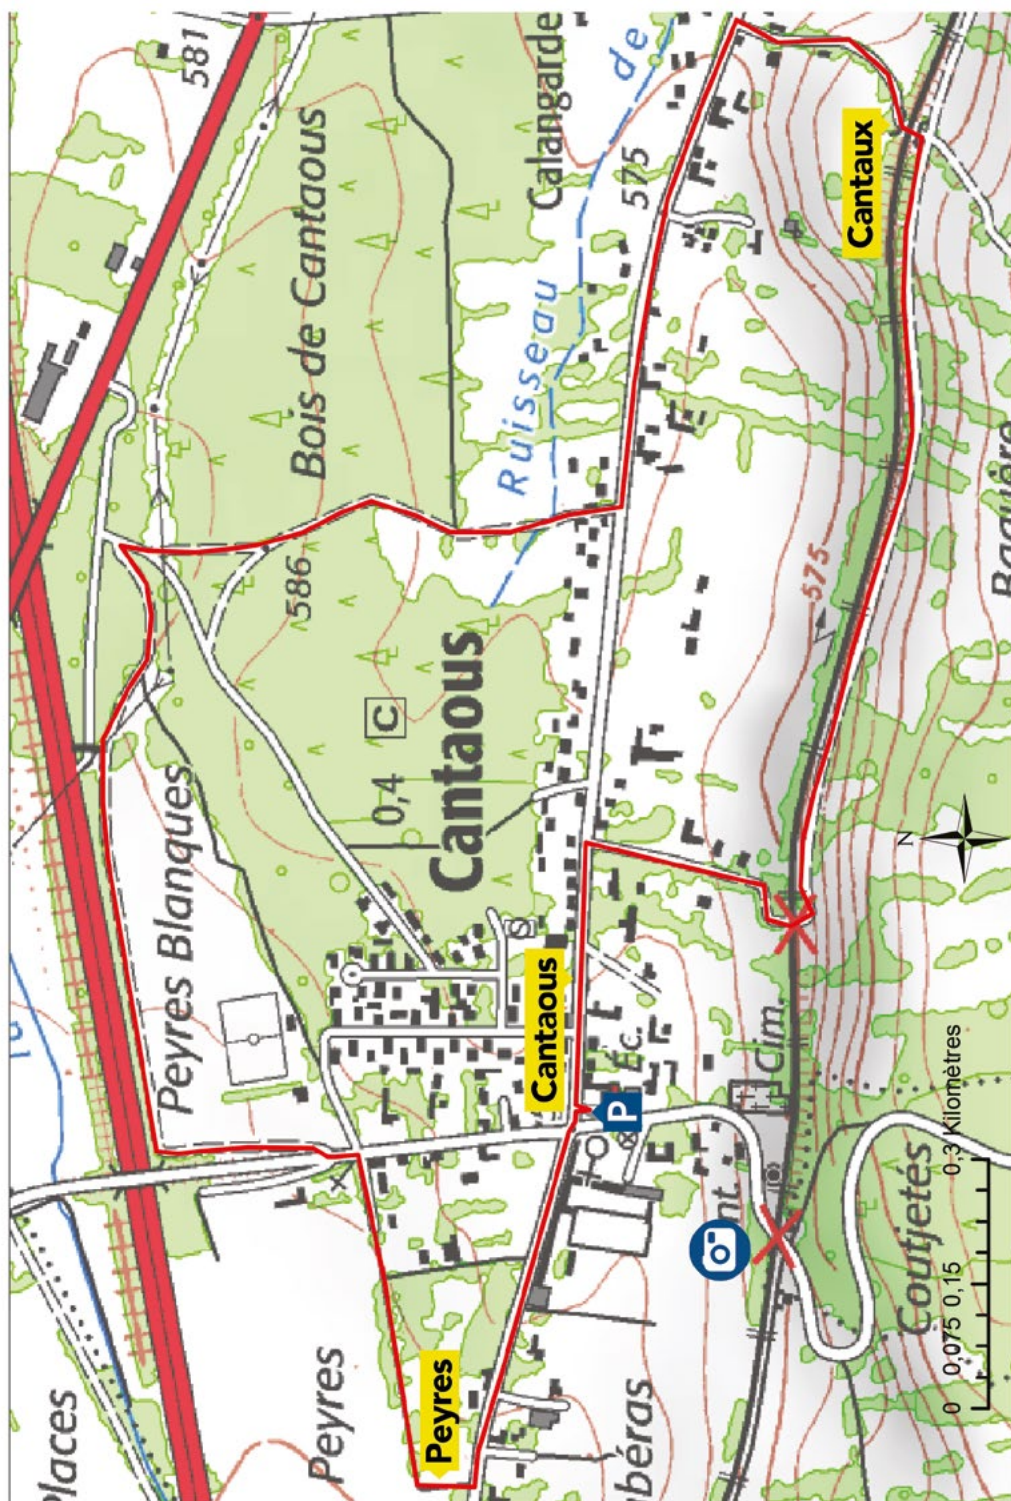 581
Calangarde
Ruisseau de
Bois de Cantaous
575
Cantaux
586
Peyres Blanques
0,4
C
Cantaous
575
Cantaous
S
Éc.
P
Cim.
nt.
N
Places
Peyres
Peyres
béras
Coutjetés
0 0,075 0,15 0,3 Kilomètres